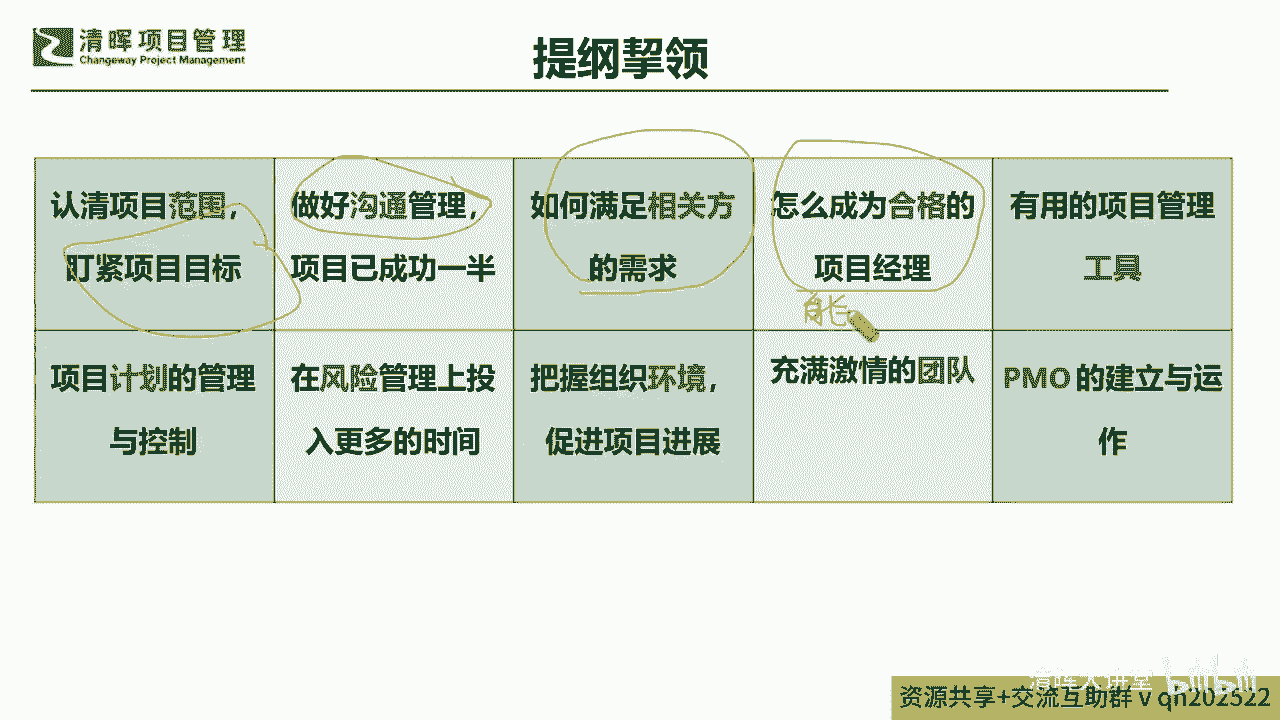 清晖项目管理
Changeway Project Management
提纲挈领
认清项目范围，
盯紧项目目标
做好沟通管理，
项目已成功一半
如何满足相关方
的需求
怎么成为合格的
项目经理
有用的项目管理
工具
能
项目计划的管理
与控制
在风险管理上投
入更多的时间
把握组织环境，
促进项目进展
充满激情的团队
PMO 的建立与运
作
清晖大讲堂 bilibili
资源共享+交流互助群 v qh202522